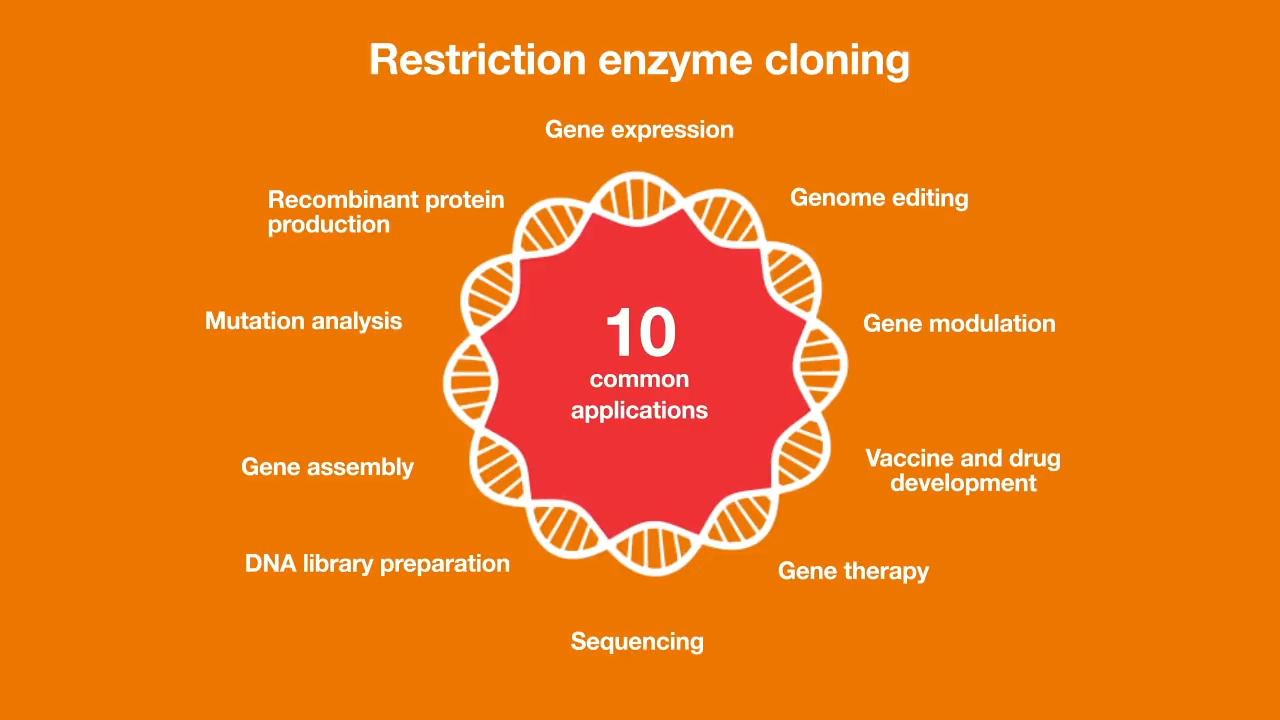 Restriction enzyme cloning
Gene expression
Genome editing
Gene modulation
Vaccine and drug
development
Gene therapy
Sequencing
DNA library preparation
Gene assembly
Mutation analysis
Recombinant protein
production
10
common
applications